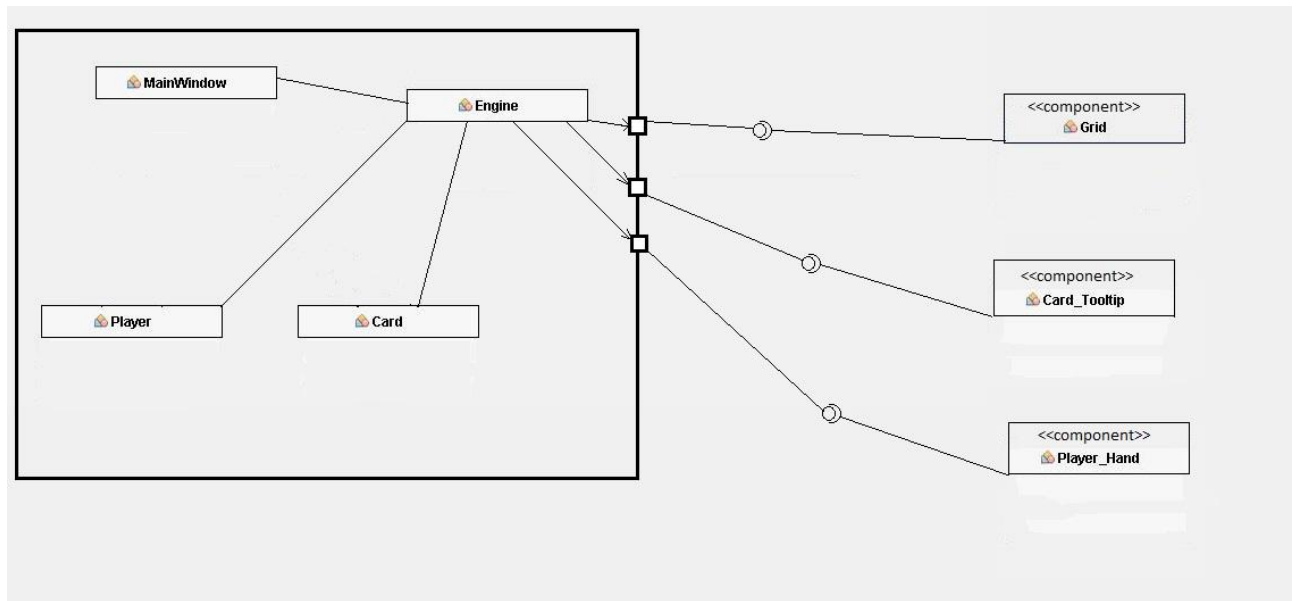 MainWindow
Engine
<<component>>
Grid
<<component>>
Card_Tooltip
Player
Card
<<component>>
Player_Hand